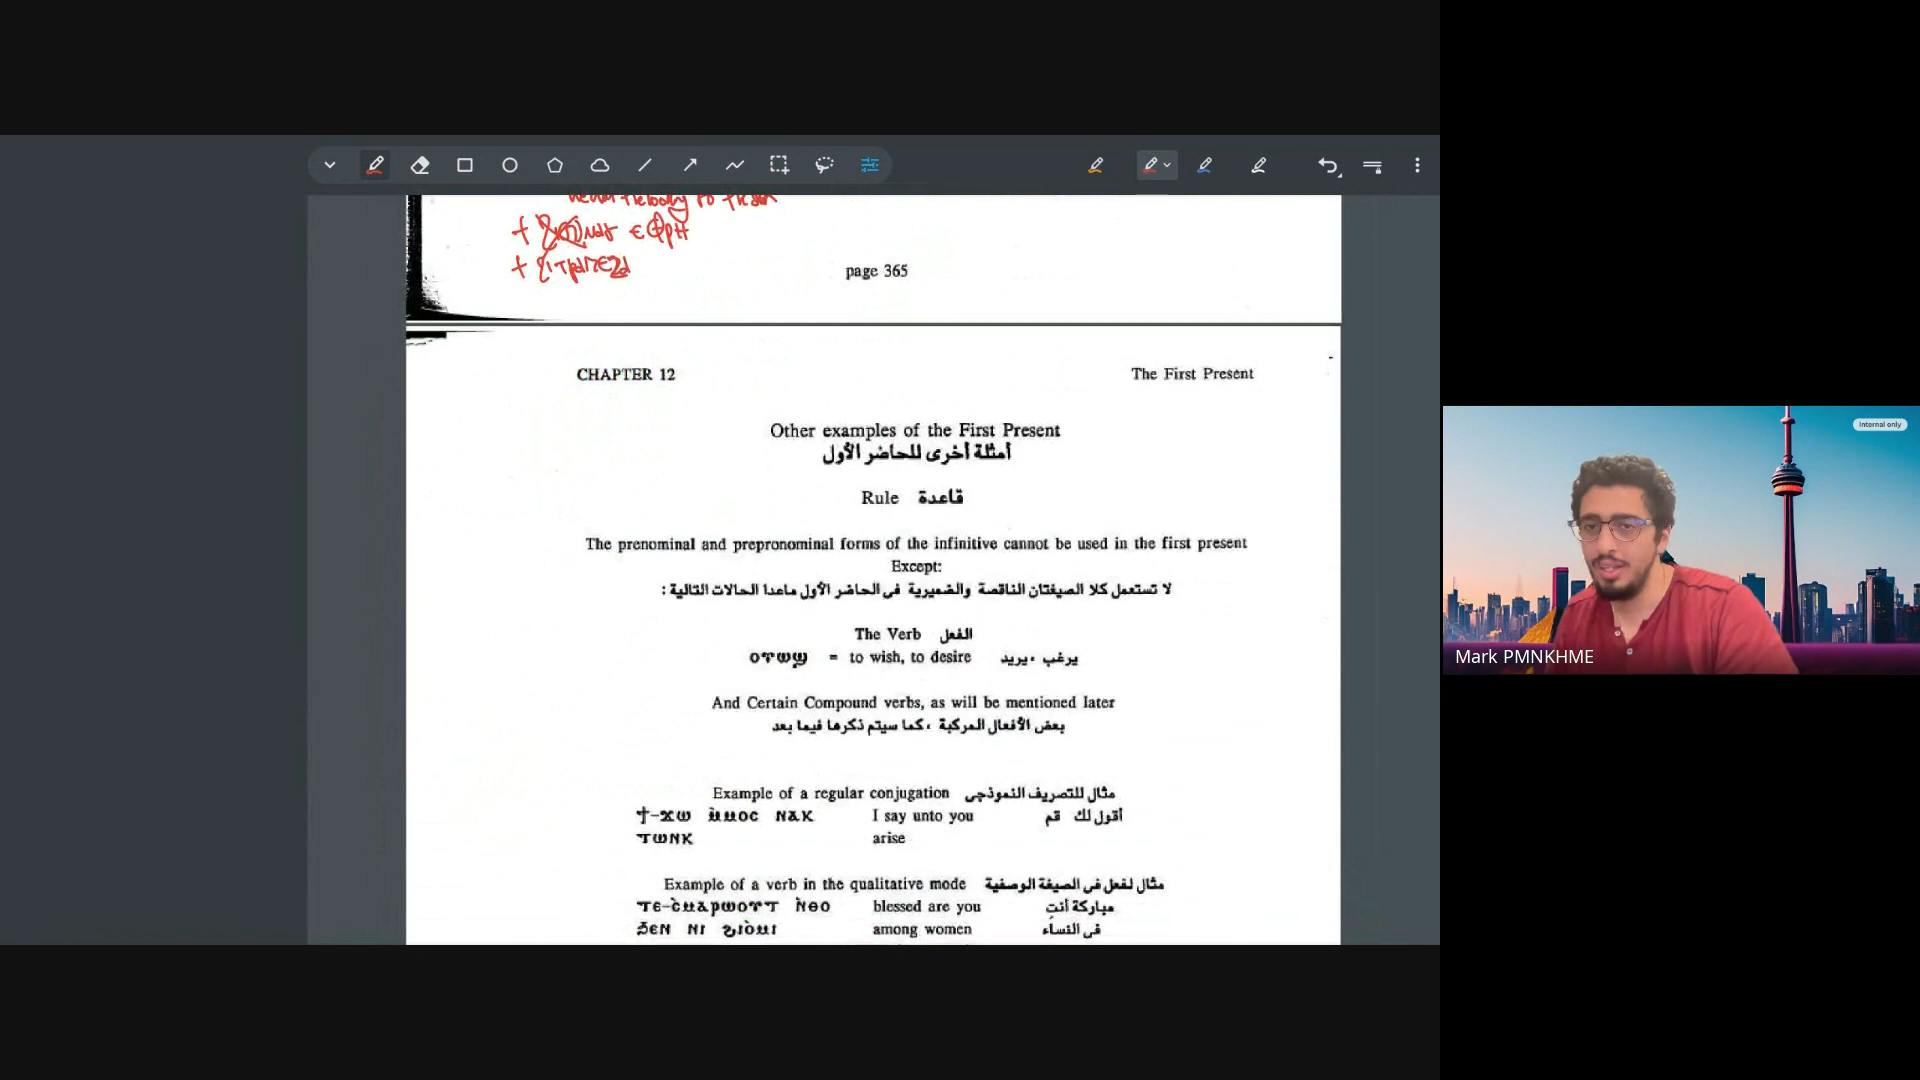 page 365
CHAPTER 12 The First Present
Other examples of the First Present
أمثلة أخرى للحاضر الأول
Rule قاعدة
The prenominal and prepronominal forms of the infinitive cannot be used in the first present
Except:
لا تستعمل كلا الصيغتان الناقصة والضميرية فى الحاضر الأول ماعدا الحالات التالية :
The Verb الفعل
ⲟⲩⲱϣ = to wish, to desire يرغب ، يريد
And Certain Compound verbs, as will be mentioned later
بعض الأفعال المركبة ، كما سيتم ذكرها فيما بعد
Example of a regular conjugation مثال للتصريف النموذجى
ϯ-ϫⲱ ⲙ̀ⲙⲟⲥ ⲛⲁⲕ I say unto you أقول لك قم
ⲧⲱⲛⲕ arise
Example of a verb in the qualitative mode مثال لفعل فى الصيغة الوصفية
ⲧⲉ-ⲥ̀ⲙⲁⲣⲱⲟⲩⲧ ⲛ̀ⲑⲟ blessed are you مباركة أنتِ
ϧⲉⲛ ⲛⲓ ϩⲓⲟ̀ⲙⲓ among women فى النساء
Internal only
Mark PMNKHME